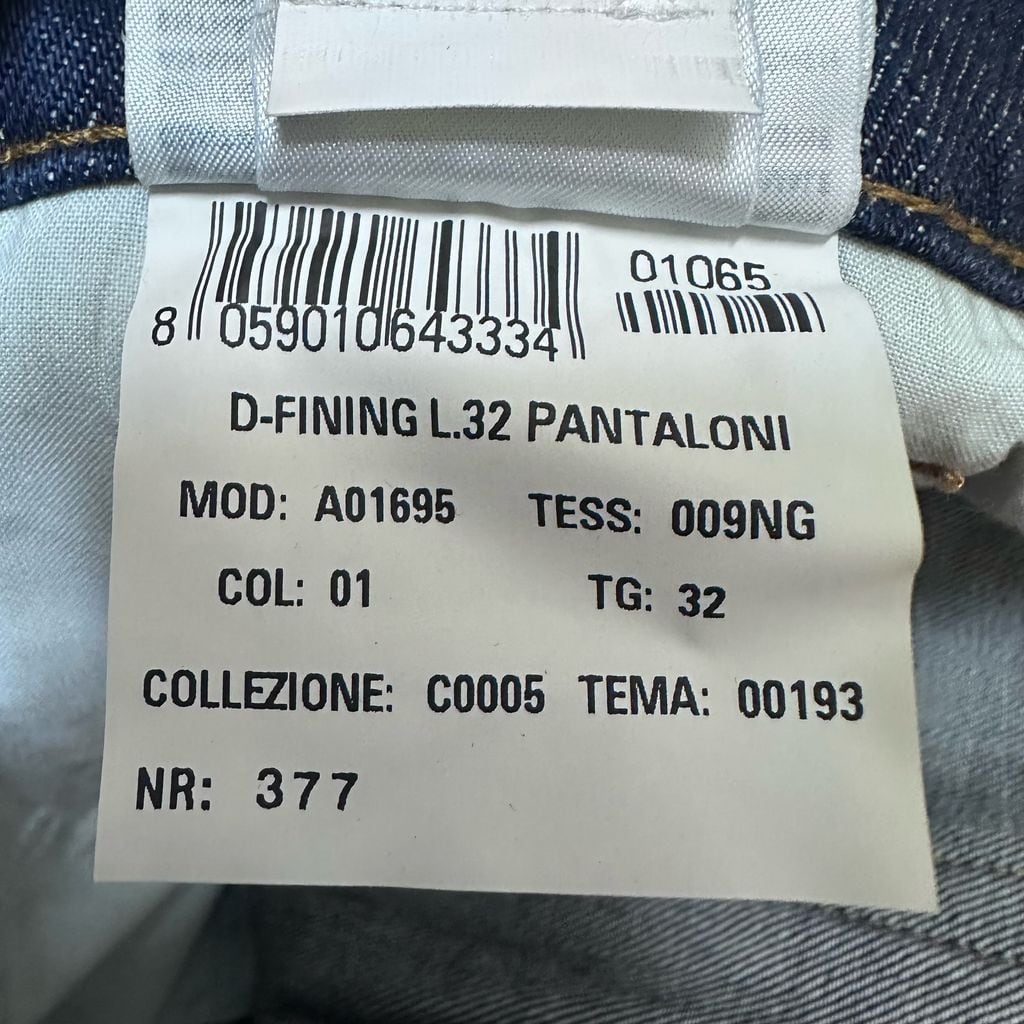 01065
8 059010 643334
D-FINING L.32 PANTALONI
MOD: A01695 TESS: 009NG
COL: 01 TG: 32
COLLEZIONE: C0005 TEMA: 00193
NR: 377